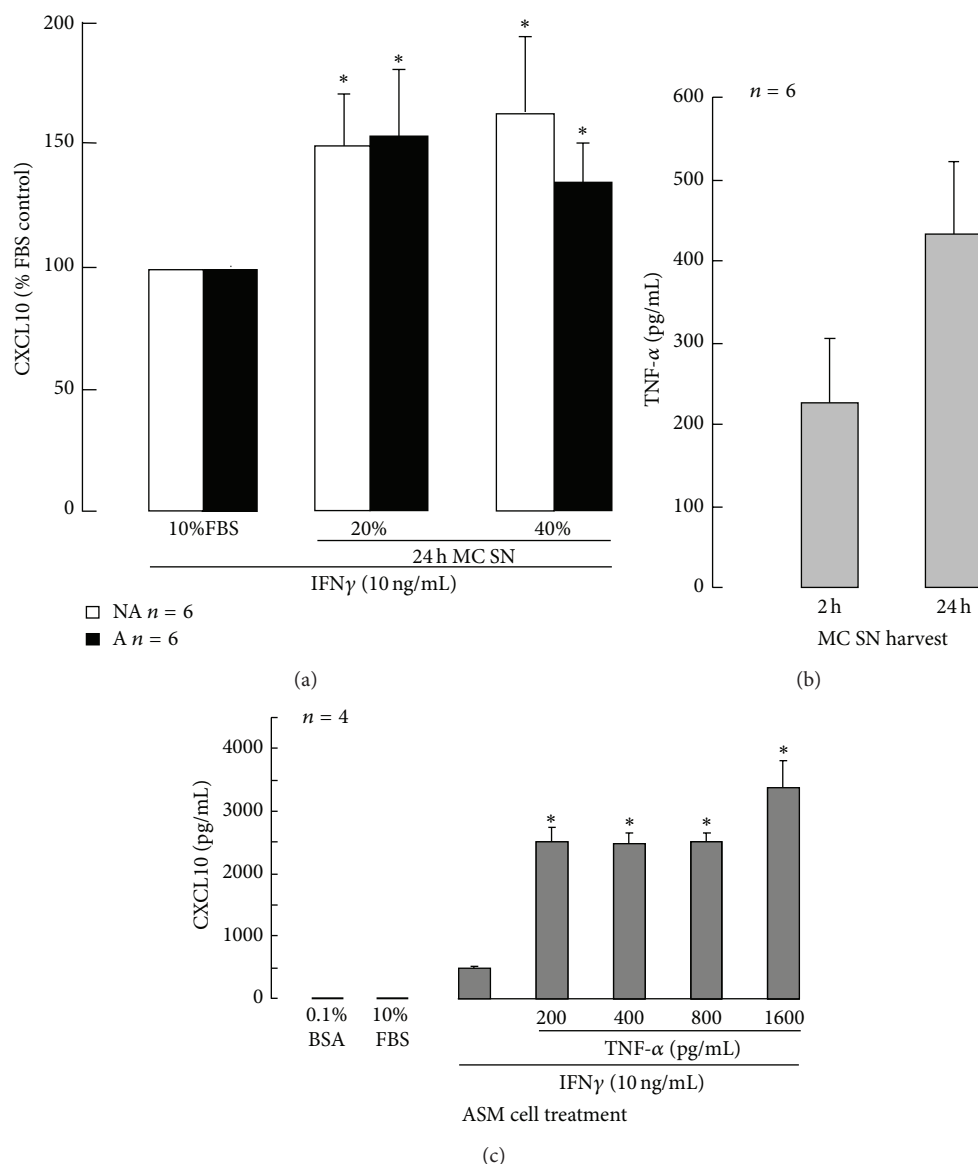 200
150
100
50
0
CXCL10 (% FBS control)
* * * *
10%FBS 20% 40%
24 h MC SN
IFNγ (10 ng/mL)
NA n = 6
A n = 6
(a)
n = 6
600
500
400
300
200
100
0
TNF-α (pg/mL)
2 h 24 h
MC SN harvest
(b)
n = 4
4000
3000
2000
1000
0
CXCL10 (pg/mL)
* * * *
0.1% 10% 200 400 800 1600
BSA FBS TNF-α (pg/mL)
IFNγ (10 ng/mL)
ASM cell treatment
(c)